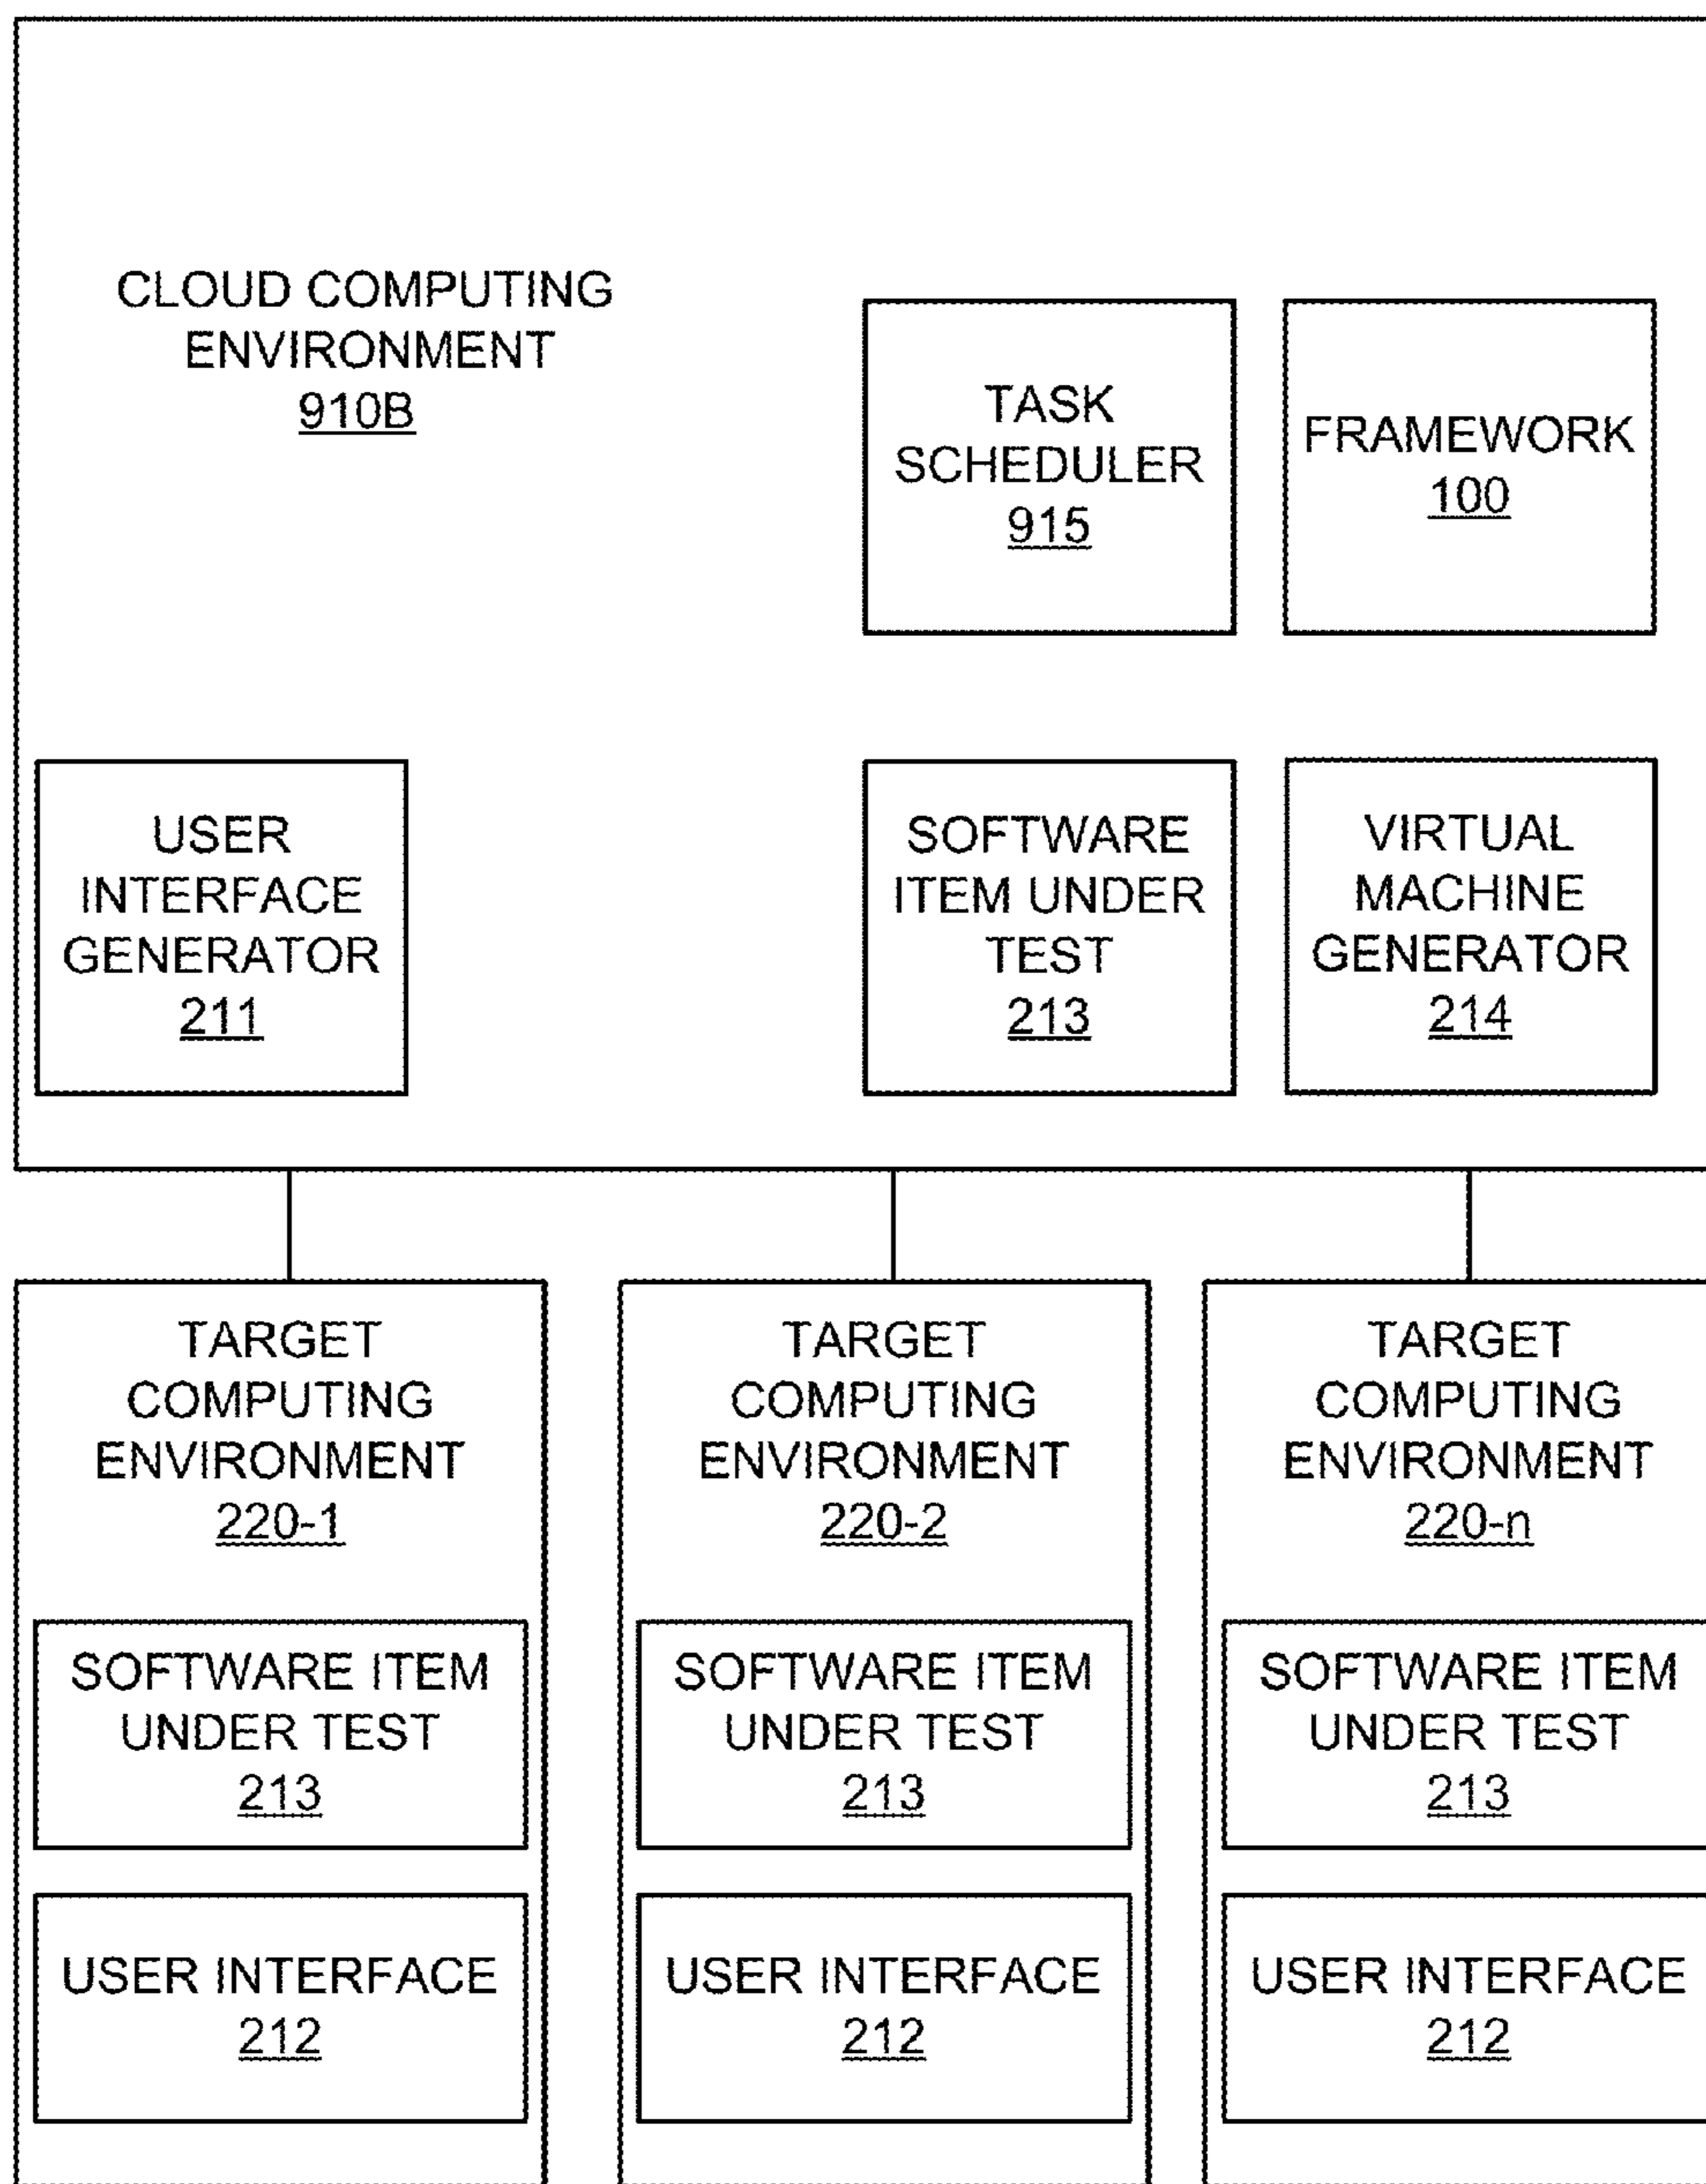 CLOUD COMPUTING
ENVIRONMENT
910B
TASK
SCHEDULER
915
FRAMEWORK
100
USER
INTERFACE
GENERATOR
211
SOFTWARE
ITEM UNDER
TEST
213
VIRTUAL
MACHINE
GENERATOR
214
TARGET
COMPUTING
ENVIRONMENT
220-1
SOFTWARE ITEM
UNDER TEST
213
USER INTERFACE
212
TARGET
COMPUTING
ENVIRONMENT
220-2
SOFTWARE ITEM
UNDER TEST
213
USER INTERFACE
212
TARGET
COMPUTING
ENVIRONMENT
220-n
SOFTWARE ITEM
UNDER TEST
213
USER INTERFACE
212